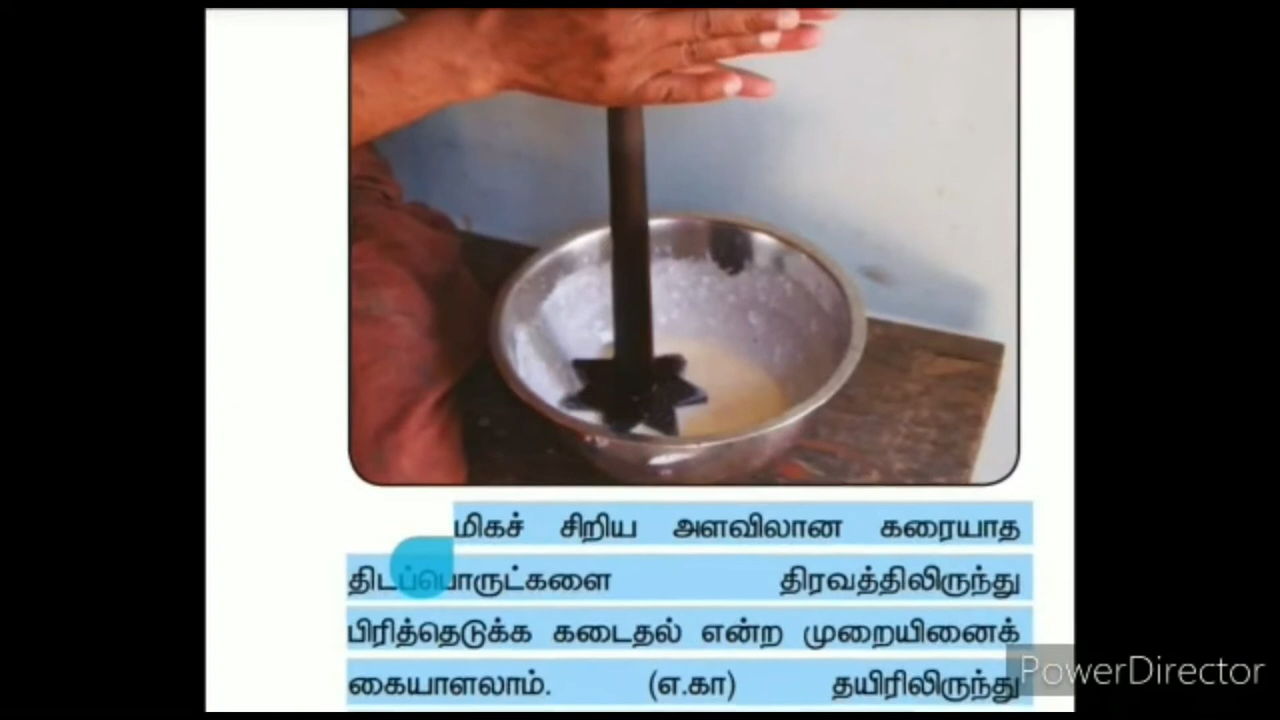 மிகச் சிறிய அளவிலான கரையாத
திடப்பொருட்களை திரவத்திலிருந்து
பிரித்தெடுக்க கடைதல் என்ற முறையினைக்
கையாளலாம். (எ.கா) தயிரிலிருந்து
PowerDirector